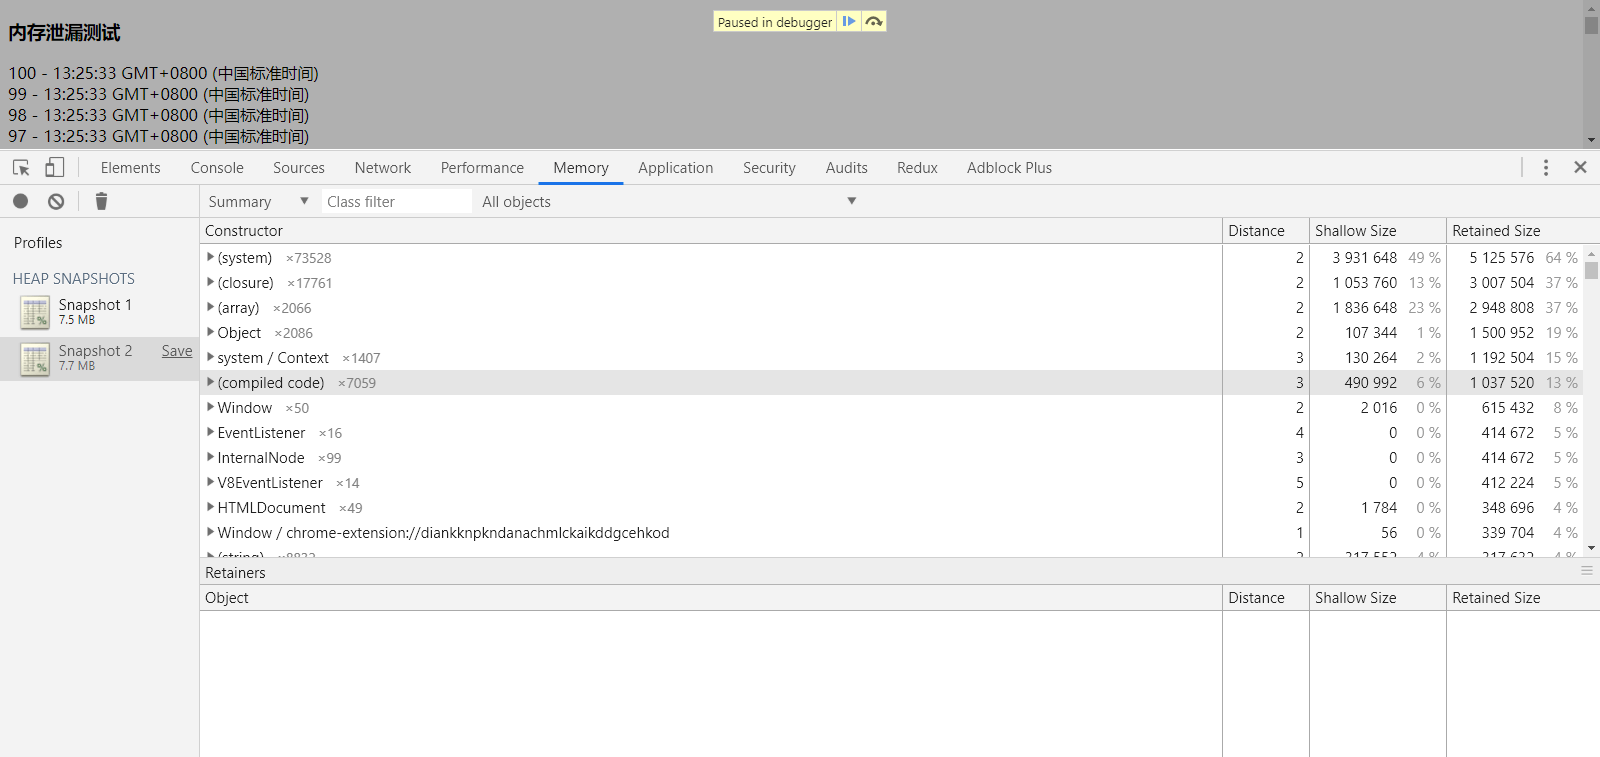 Paused in debugger
内存泄漏测试
100 - 13:25:33 GMT+0800 (中国标准时间)
99 - 13:25:33 GMT+0800 (中国标准时间)
98 - 13:25:33 GMT+0800 (中国标准时间)
97 - 13:25:33 GMT+0800 (中国标准时间)
Elements Console Sources Network Performance Memory Application Security Audits Redux Adblock Plus
Summary Class filter All objects
Profiles
HEAP SNAPSHOTS
Snapshot 1
7.5 MB
Snapshot 2 Save
7.7 MB
Constructor Distance Shallow Size Retained Size
(system) ×73528 2 3 931 648 49 % 5 125 576 64 %
(closure) ×17761 2 1 053 760 13 % 3 007 504 37 %
(array) ×2066 2 1 836 648 23 % 2 948 808 37 %
Object ×2086 2 107 344 1 % 1 500 952 19 %
system / Context ×1407 3 130 264 2 % 1 192 504 15 %
(compiled code) ×7059 3 490 992 6 % 1 037 520 13 %
Window ×50 2 2 016 0 % 615 432 8 %
EventListener ×16 4 0 0 % 414 672 5 %
InternalNode ×99 3 0 0 % 414 672 5 %
V8EventListener ×14 5 0 0 % 412 224 5 %
HTMLDocument ×49 2 1 784 0 % 348 696 4 %
Window / chrome-extension://diankknpkndanachmlckaikddgcehkod 1 56 0 % 339 704 4 %
(string) ×8832 2 317 552 4 % 317 632 4 %
Retainers
Object Distance Shallow Size Retained Size